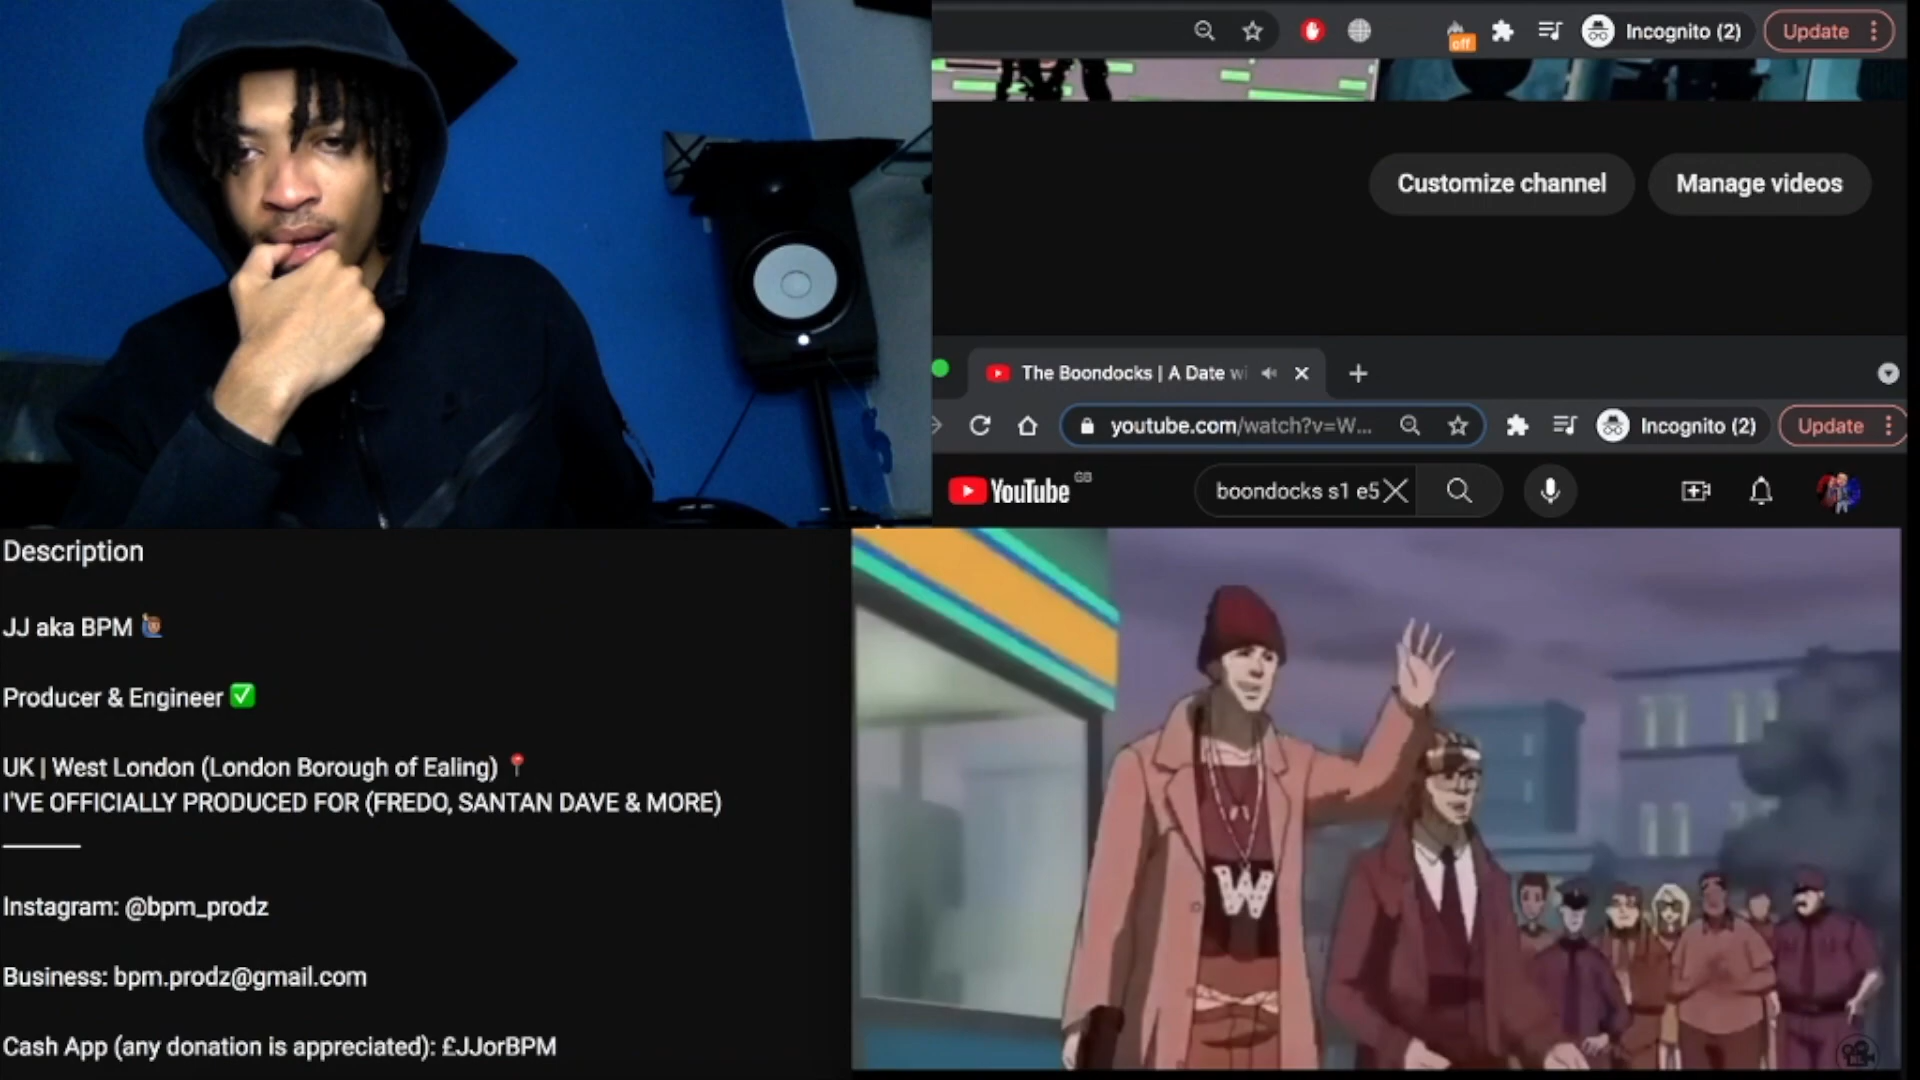 off
Incognito (2)
Update
Customize channel
Manage videos
The Boondocks | A Date wi
youtube.com/watch?v=W...
Incognito (2)
Update
YouTube GB
boondocks s1 e5
Description
JJ aka BPM
Producer & Engineer
UK | West London (London Borough of Ealing)
I'VE OFFICIALLY PRODUCED FOR (FREDO, SANTAN DAVE & MORE)
Instagram: @bpm_prodz
Business: bpm.prodz@gmail.com
Cash App (any donation is appreciated): £JJorBPM
W